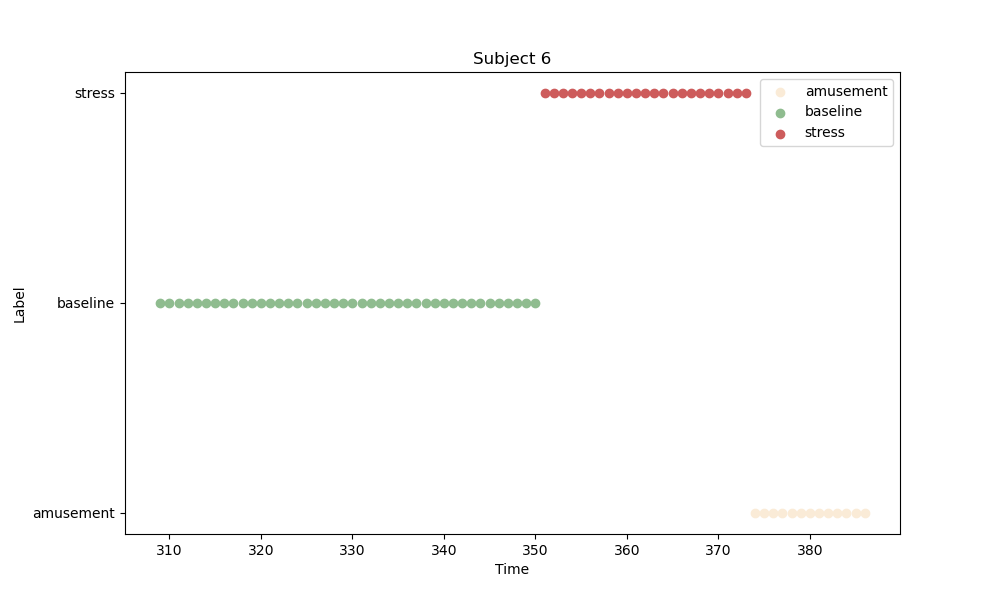 Subject 6
stress
baseline
amusement
Label
amusement
baseline
stress
310 320 330 340 350 360 370 380
Time